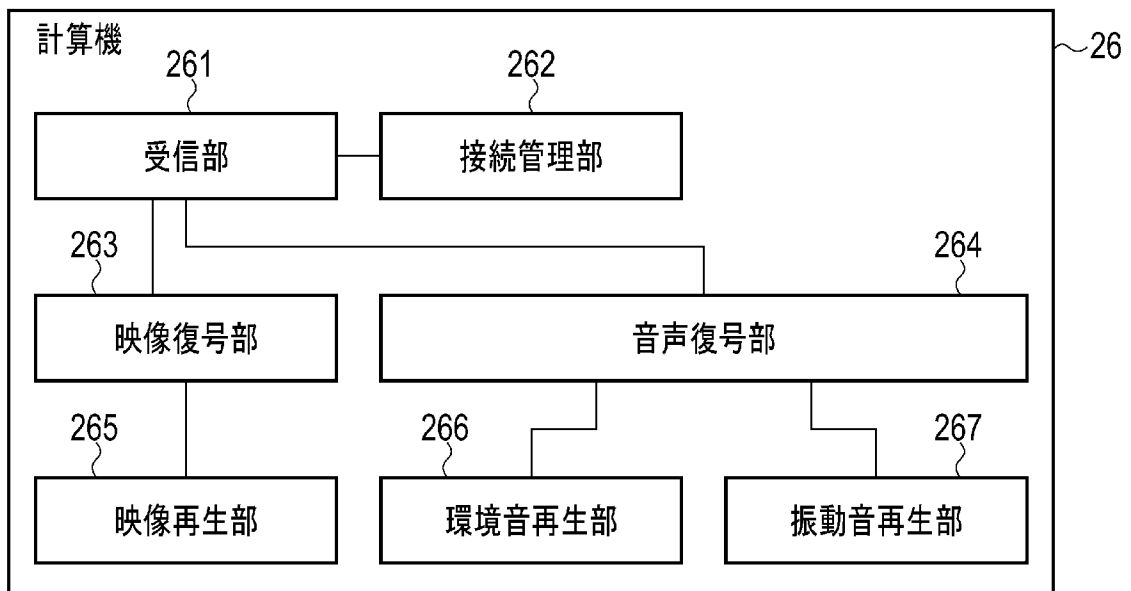 計算機
26
261
262
受信部
接続管理部
263
264
映像復号部
音声復号部
265
266
267
映像再生部
環境音再生部
振動音再生部